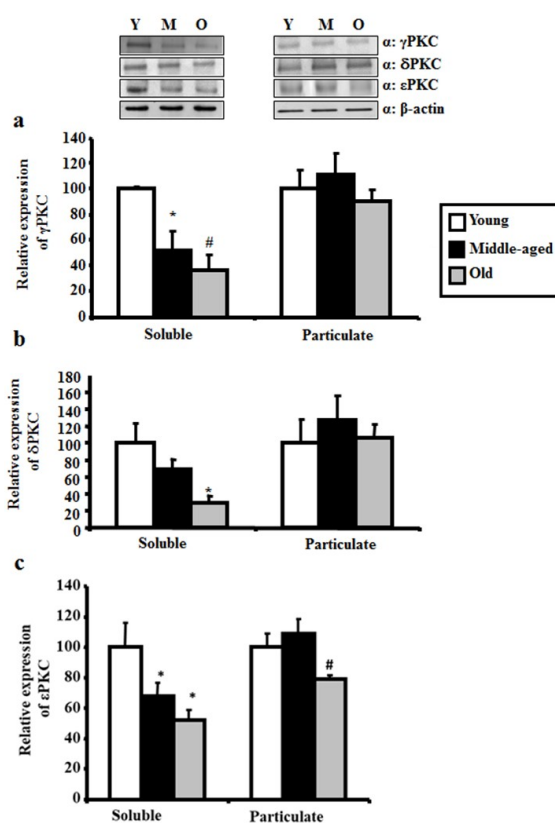 Y M O Y M O
α: γPKC
α: δPKC
α: εPKC
α: β-actin
a
Relative expression
of γPKC
140
120
100
80
60
40
20
0
*
#
Soluble Particulate
Young
Middle-aged
Old
b
Relative expression
of δPKC
180
160
140
120
100
80
60
40
20
0
*
Soluble Particulate
c
Relative expression
of εPKC
140
120
100
80
60
40
20
0
*
*
#
Soluble Particulate